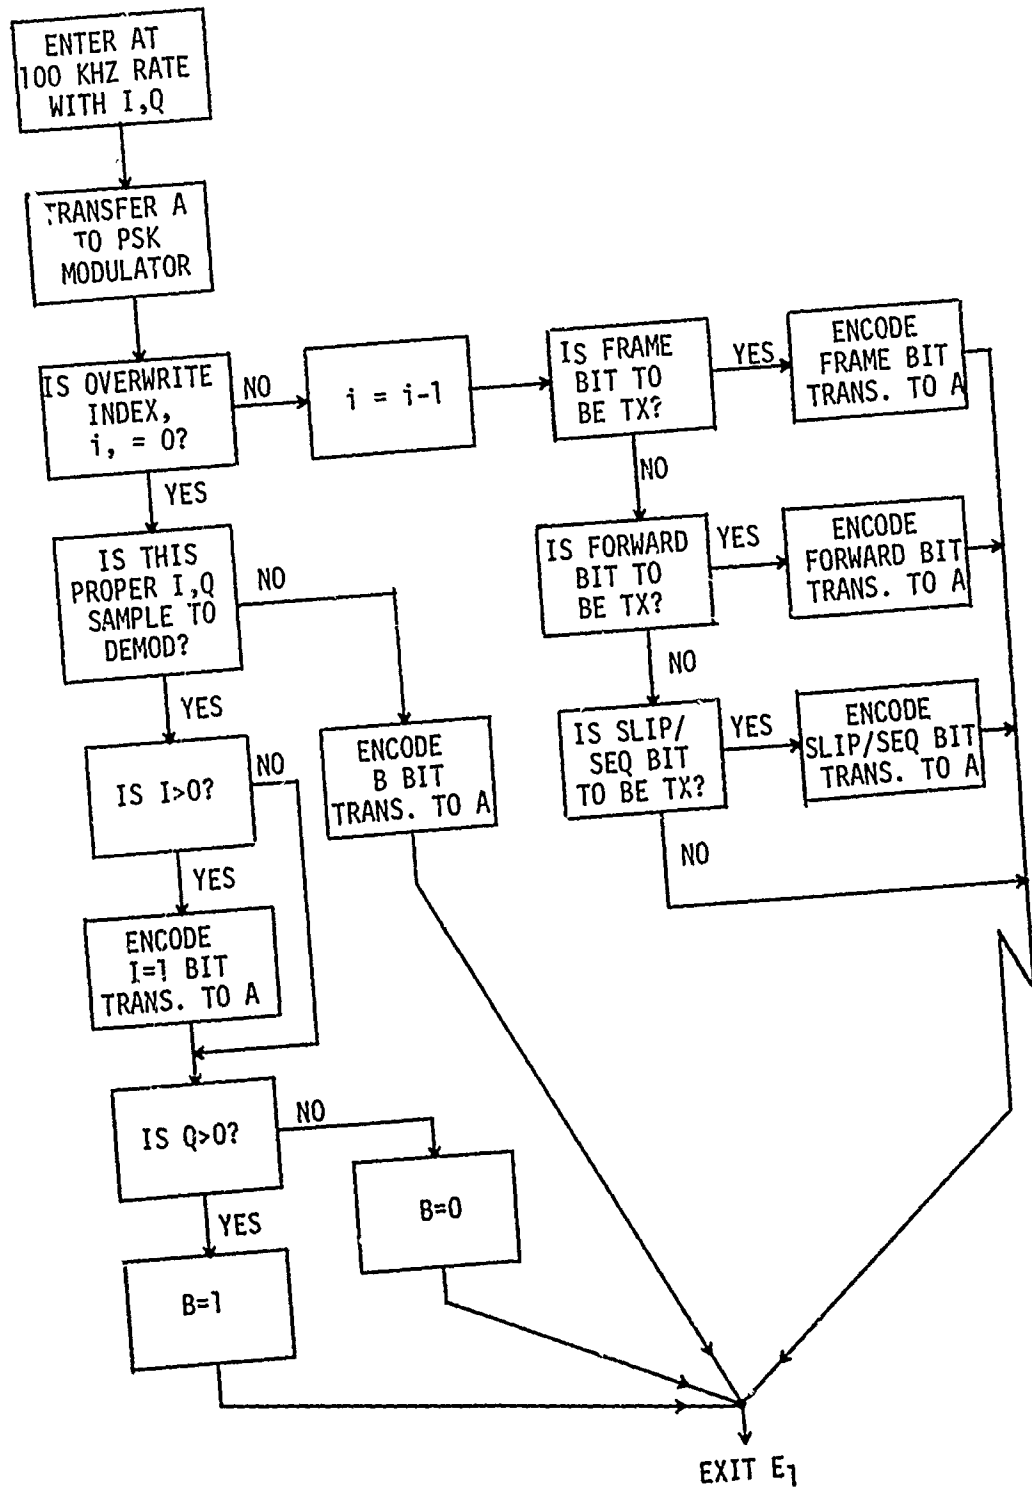 ENTER AT
100 KHZ RATE
WITH I,Q
TRANSFER A
TO PSK
MODULATOR
IS OVERWRITE
INDEX,
i, = 0?
NO
i = i-1
IS FRAME
BIT TO
BE TX?
YES
ENCODE
FRAME BIT
TRANS. TO A
YES
NO
IS THIS
PROPER I,Q
SAMPLE TO
DEMOD?
NO
IS FORWARD
BIT TO
BE TX?
YES
ENCODE
FORWARD BIT
TRANS. TO A
YES
NO
IS I>0?
NO
ENCODE
B BIT
TRANS. TO A
IS SLIP/
SEQ BIT
TO BE TX?
YES
ENCODE
SLIP/SEQ BIT
TRANS. TO A
YES
NO
ENCODE
I=1 BIT
TRANS. TO A
IS Q>0?
NO
B=0
YES
B=1
EXIT E1